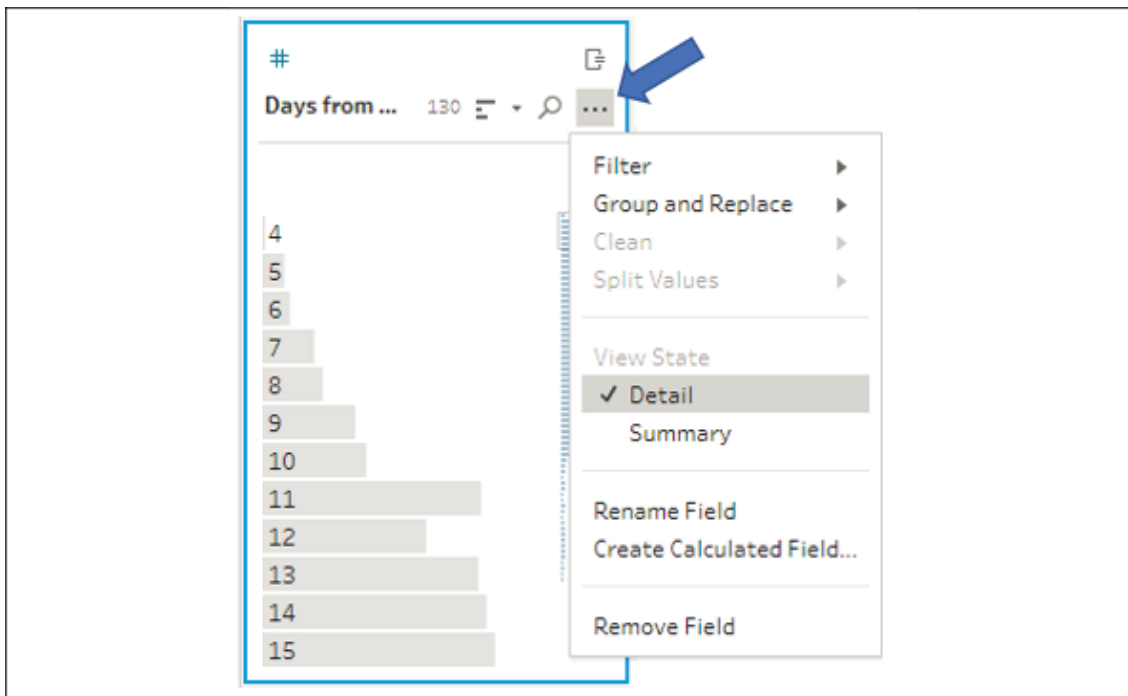 #
Days from ... 130
4
5
6
7
8
9
10
11
12
13
14
15
Filter
Group and Replace
Clean
Split Values
View State
✓ Detail
Summary
Rename Field
Create Calculated Field...
Remove Field